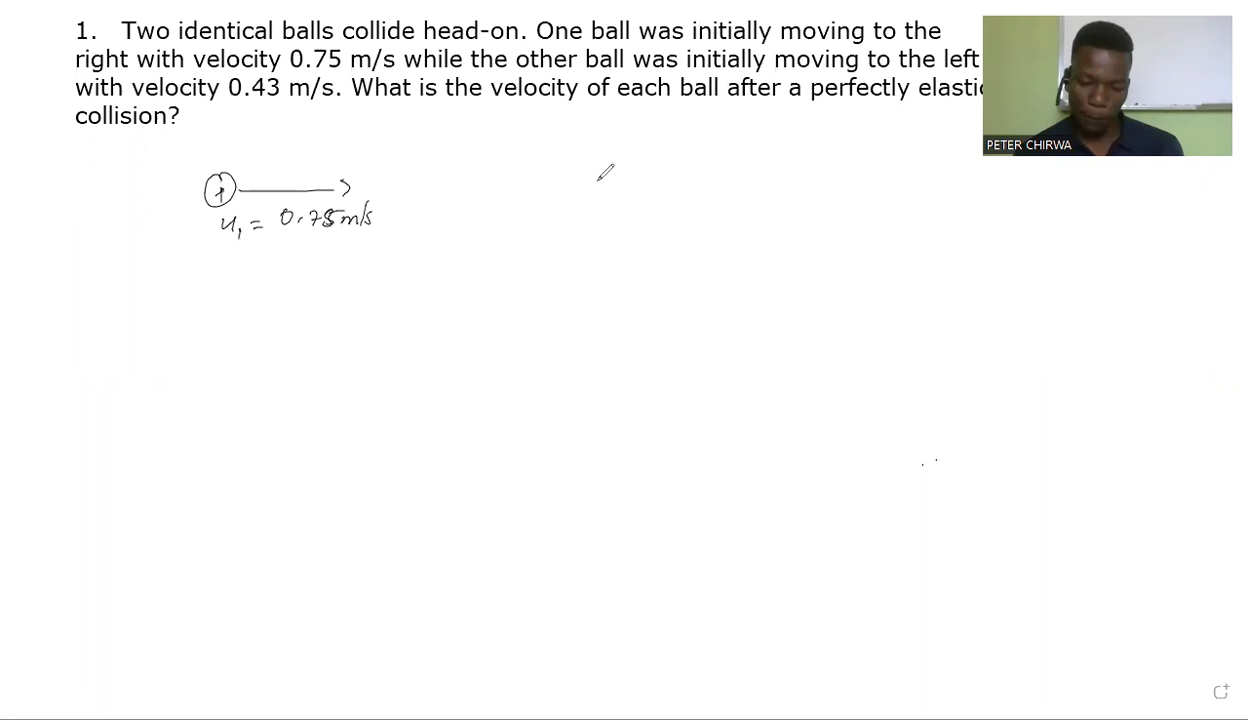 1. Two identical balls collide head-on. One ball was initially moving to the
right with velocity 0.75 m/s while the other ball was initially moving to the left
with velocity 0.43 m/s. What is the velocity of each ball after a perfectly elastic
collision?
PETER CHIRWA
u₁ = 0.75 m/s